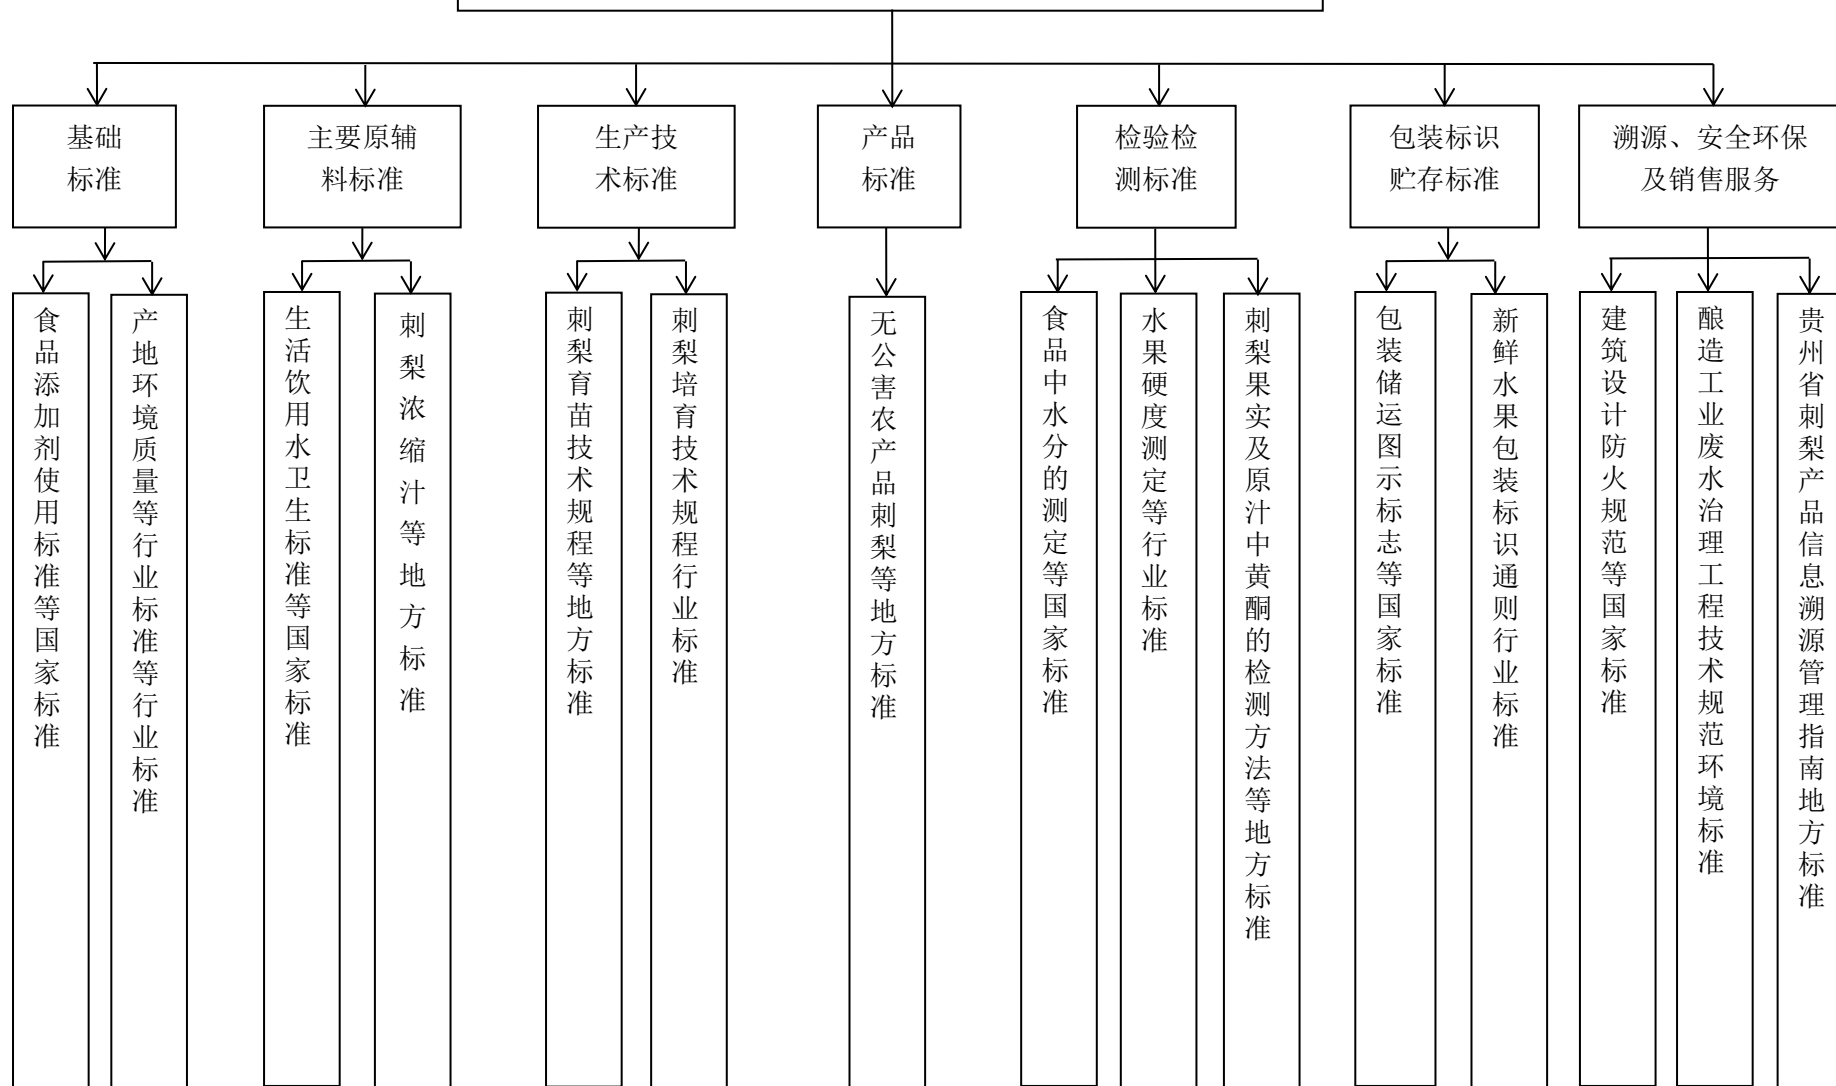 基础
标准
主要原辅
料标准
生产技
术标准
产品
标准
检验检
测标准
包装标识
贮存标准
溯源、安全环保
及销售服务
食品添加剂使用标准等国家标准
产地环境质量等行业标准等行业标准
生活饮用水卫生标准等国家标准
刺梨浓缩汁等地方标准
刺梨育苗技术规程等地方标准
刺梨培育技术规程行业标准
无公害农产品刺梨等地方标准
食品中水分的测定等国家标准
水果硬度测定等行业标准
刺梨果实及原汁中黄酮的检测方法等地方标准
包装储运图示标志等国家标准
新鲜水果包装标识通则行业标准
建筑设计防火规范等国家标准
酿造工业废水治理工程技术规范环境标准
贵州省刺梨产品信息溯源管理指南地方标准